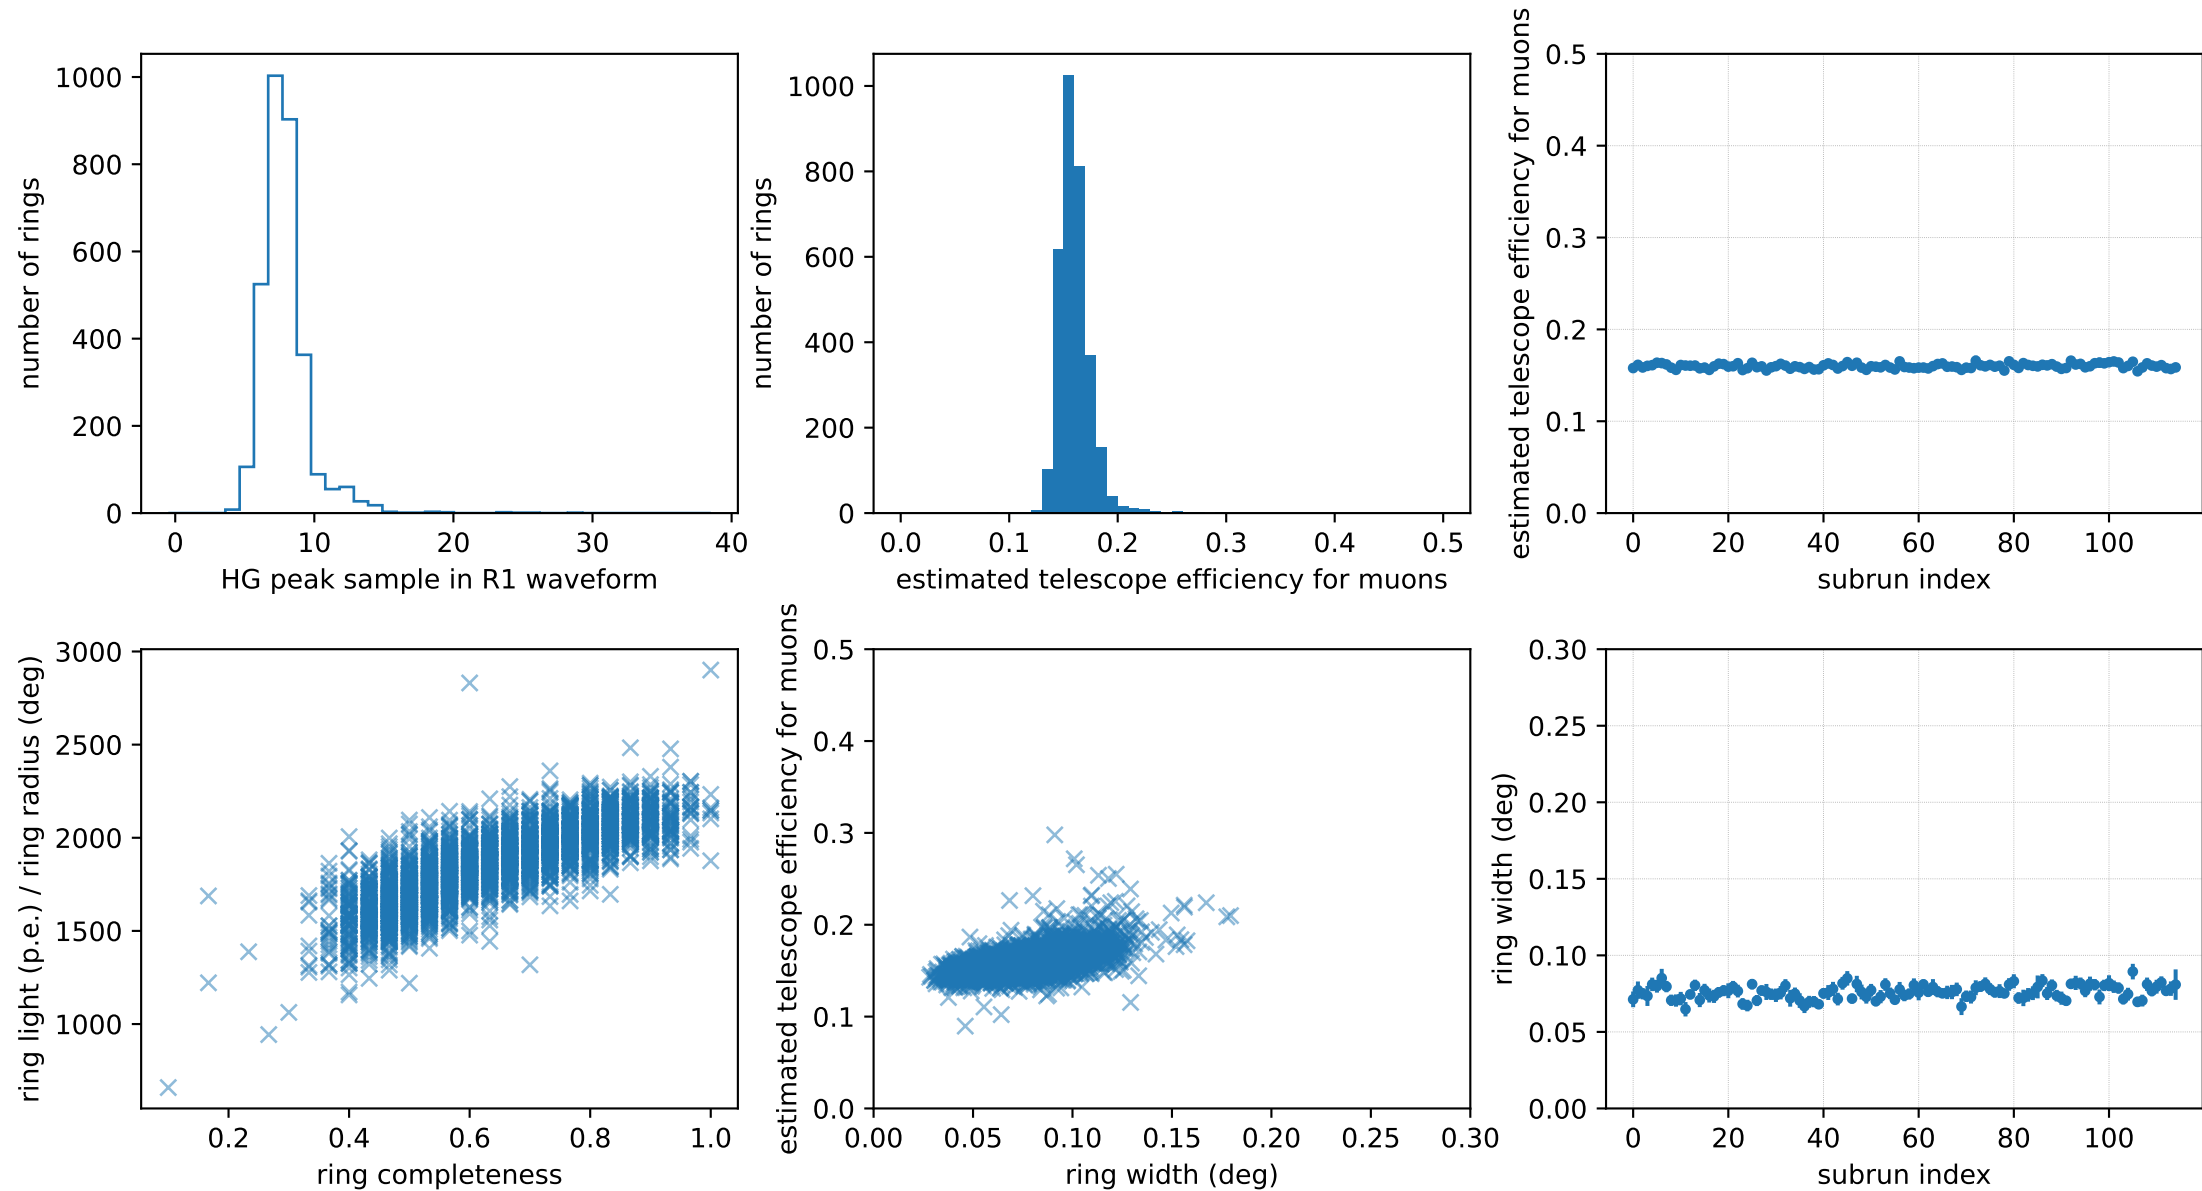 number of rings
1000
800
600
400
200
0
0 10 20 30 40
HG peak sample in R1 waveform
number of rings
1000
800
600
400
200
0
0.0 0.1 0.2 0.3 0.4 0.5
estimated telescope efficiency for muons
estimated telescope efficiency for muons
0.5
0.4
0.3
0.2
0.1
0.0
0 20 40 60 80 100
subrun index
ring light (p.e.) / ring radius (deg)
3000
2500
2000
1500
1000
0.2 0.4 0.6 0.8 1.0
ring completeness
estimated telescope efficiency for muons
0.5
0.4
0.3
0.2
0.1
0.0
0.00 0.05 0.10 0.15 0.20 0.25 0.30
ring width (deg)
ring width (deg)
0.30
0.25
0.20
0.15
0.10
0.05
0.00
0 20 40 60 80 100
subrun index